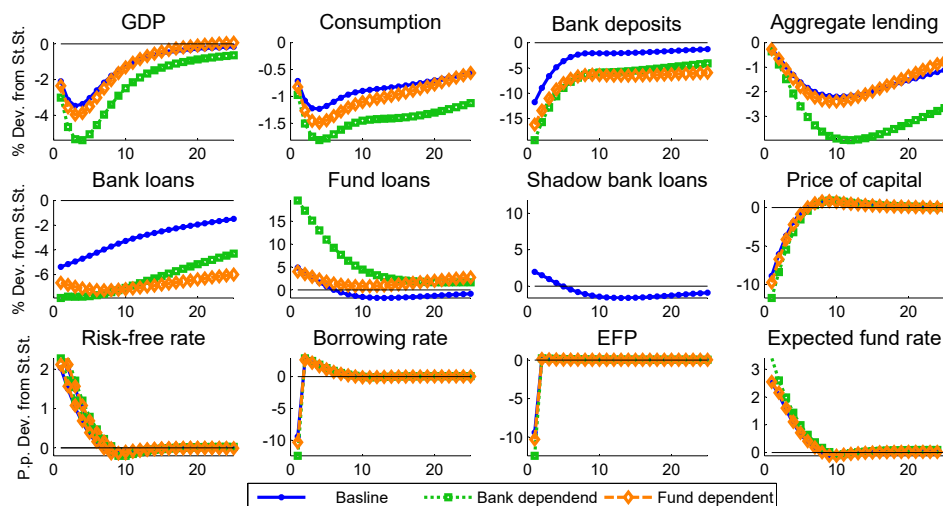 GDP Consumption Bank deposits Aggregate lending
% Dev. from St.St.
0 -2 -4
-0.5 -1 -1.5
0 -5 -10 -15
0 -1 -2 -3
0 10 20 0 10 20 0 10 20 0 10 20
Bank loans Fund loans Shadow bank loans Price of capital
% Dev. from St.St.
0 -2 -4 -6
20 15 10 5 0
10 5 0
0 -5 -10
0 10 20 0 10 20 0 10 20 0 10 20
Risk-free rate Borrowing rate EFP Expected fund rate
P.p. Dev. from St.St.
2 1 0
0 -5 -10
0 -5 -10
3 2 1 0
0 10 20 0 10 20 0 10 20 0 10 20
Basline Bank dependend Fund dependent